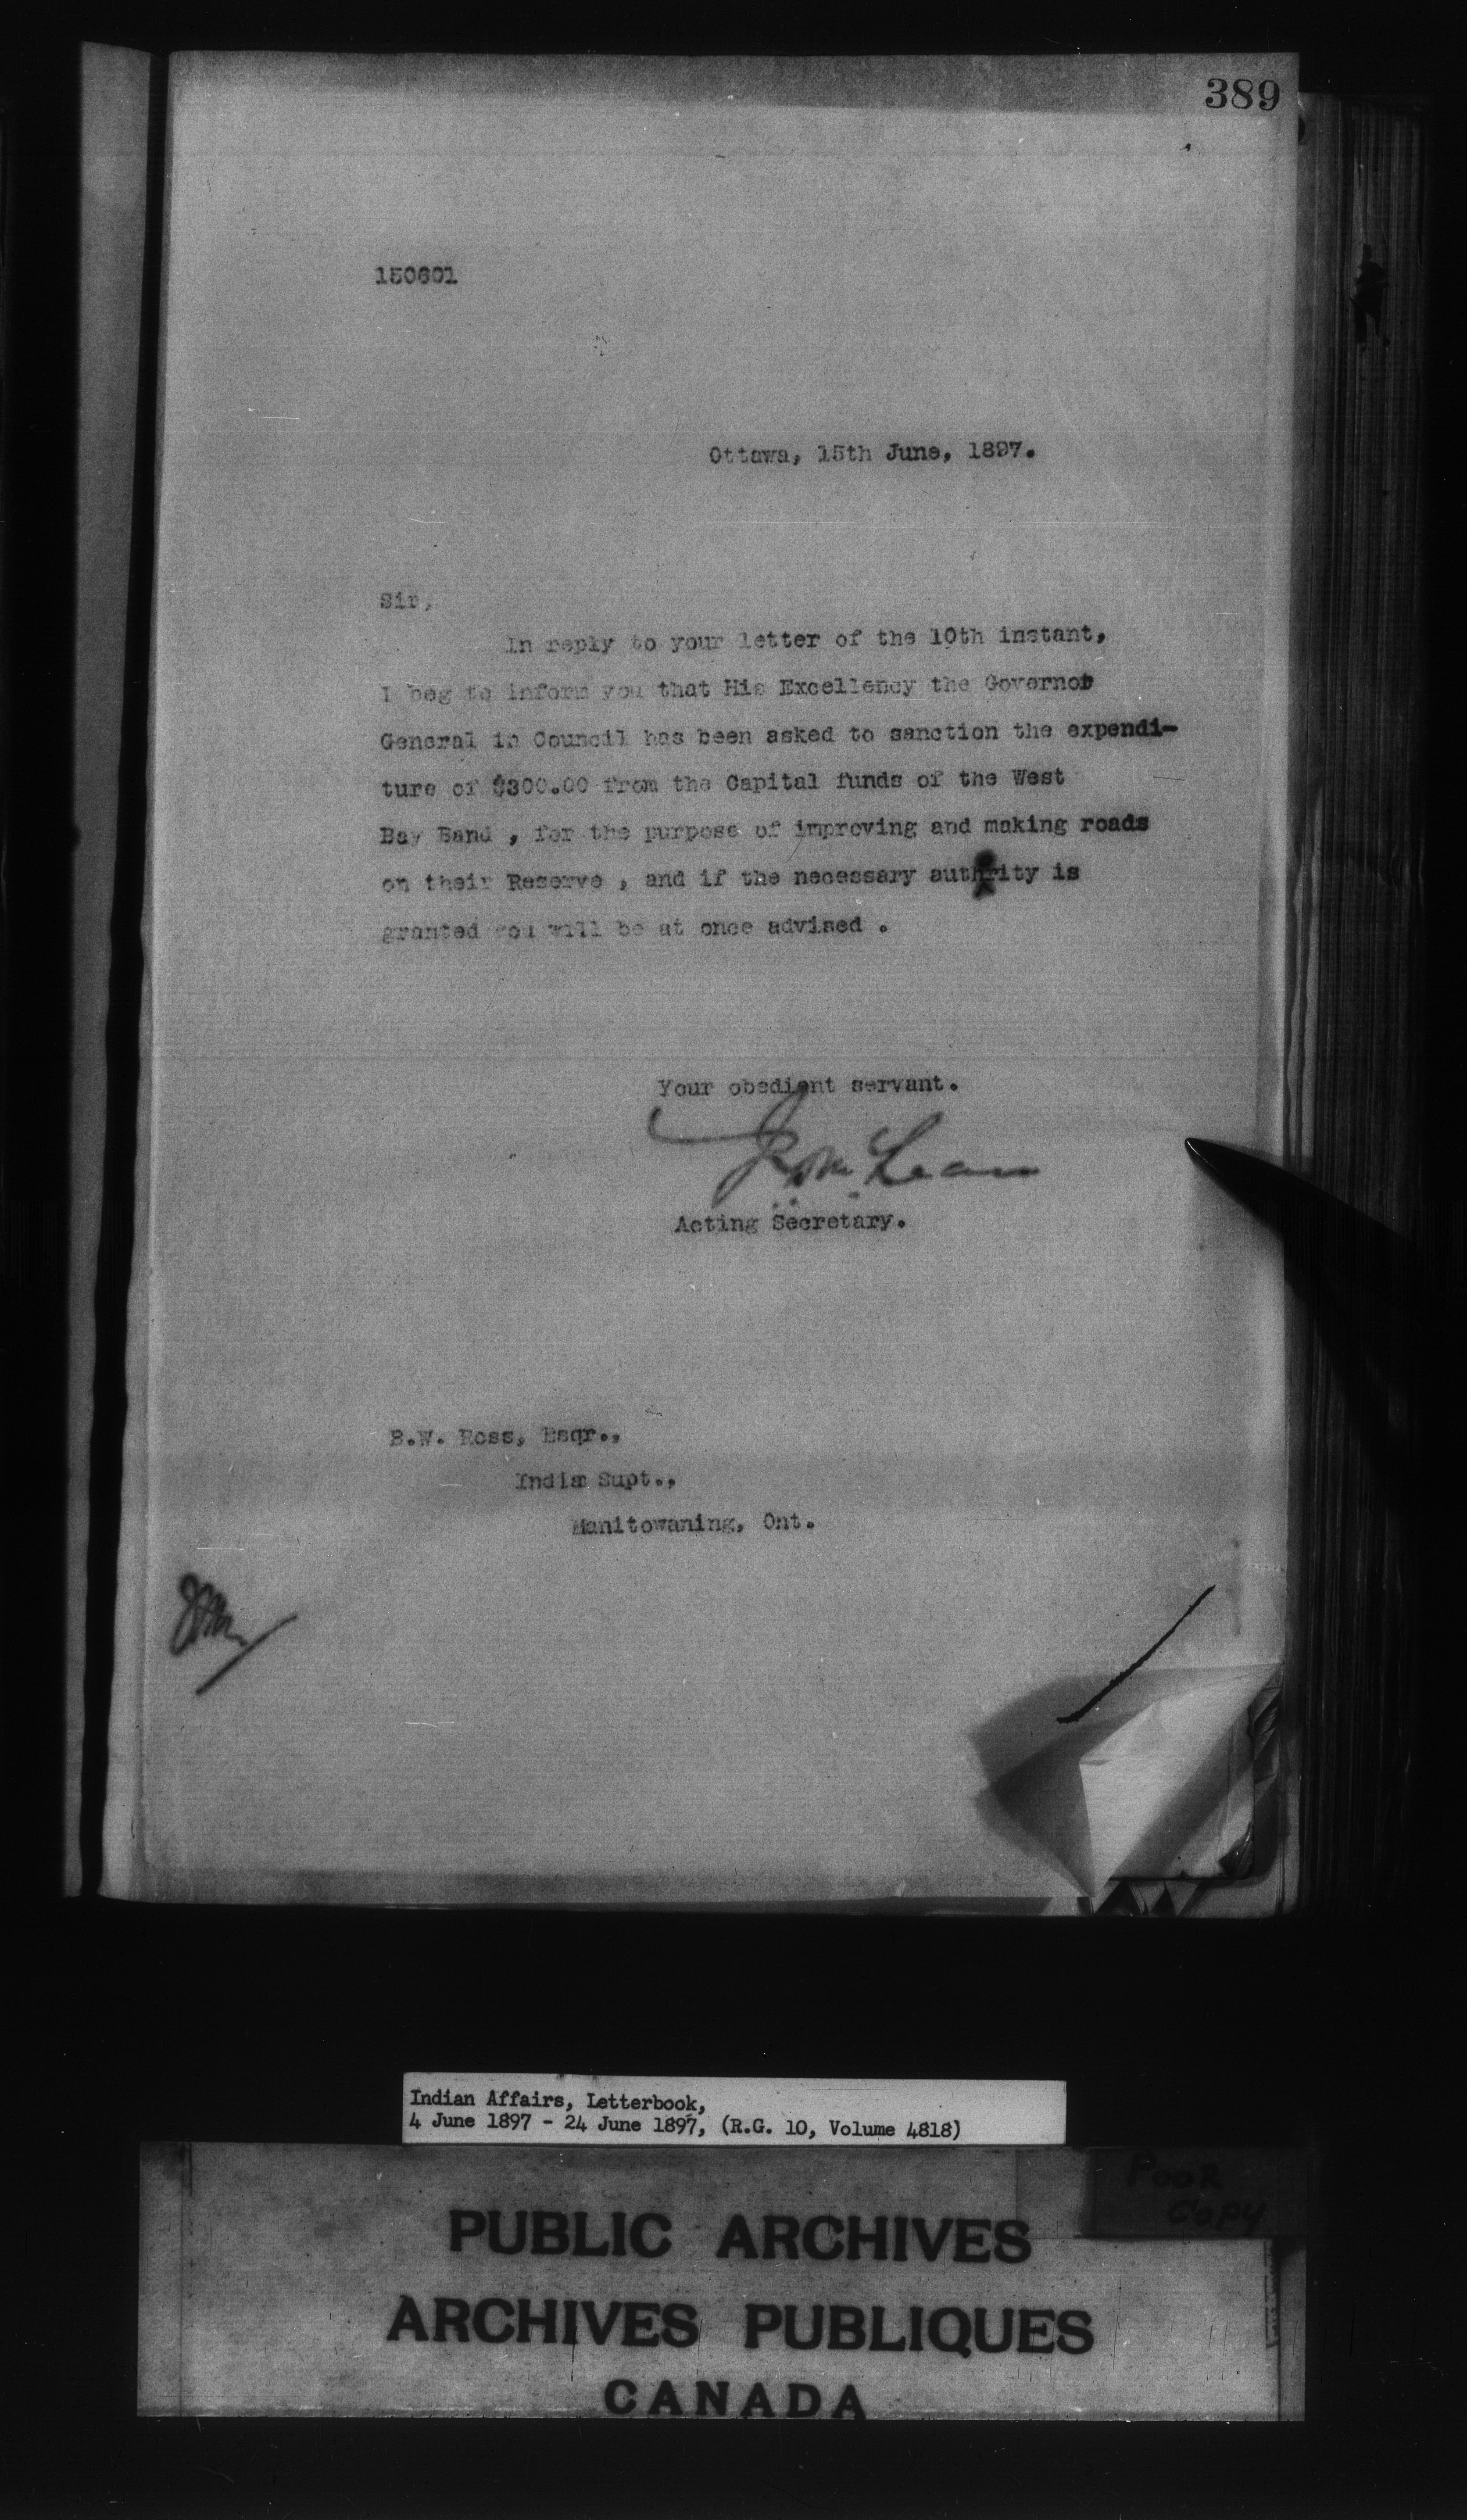 389
150601
Ottawa, 15th June, 1897.
Sir,
In reply to your letter of the 10th instant,
I beg to inform you that His Excellency the Governor
General in Council has been asked to sanction the expendi-
ture of $300.00 from the Capital funds of the West
Bay Band , for the purpose of improving and making roads
on their Reserve , and if the necessary authrity is
granted you will be at once advised .
Your obedient servant.
J.D. McLean
Acting Secretary.
B.W. Ross, Esqr.,
India Supt.,
Manitowaning, Ont.
Indian Affairs, Letterbook,
4 June 1897 - 24 June 1897, (R.G. 10, Volume 4818)
Poor
Copy
PUBLIC ARCHIVES
ARCHIVES PUBLIQUES
CANADA